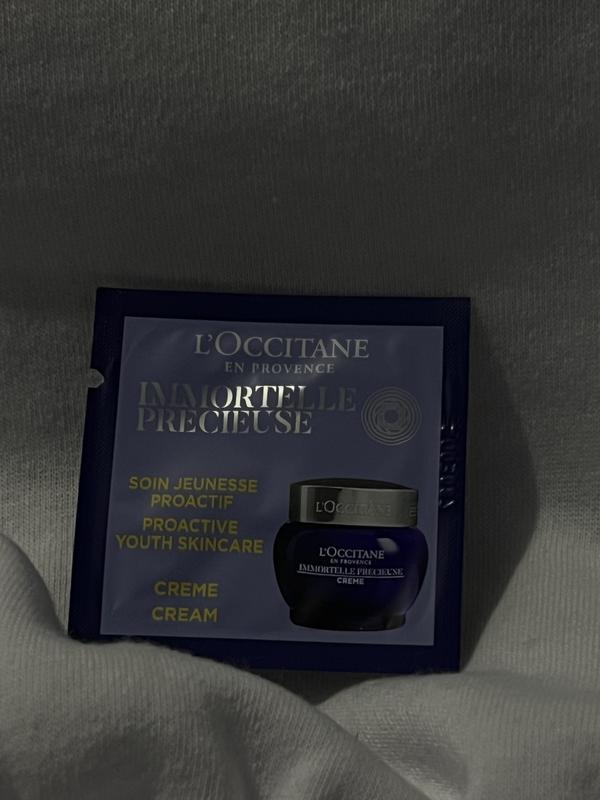 L'OCCITANE
EN PROVENCE
IMMORTELLE
PRECIEUSE
SOIN JEUNESSE
PROACTIF
PROACTIVE
YOUTH SKINCARE
CREME
CREAM
L'OCCITANE
L'OCCITANE
EN PROVENCE
IMMORTELLE PRECIEUSE
CREME